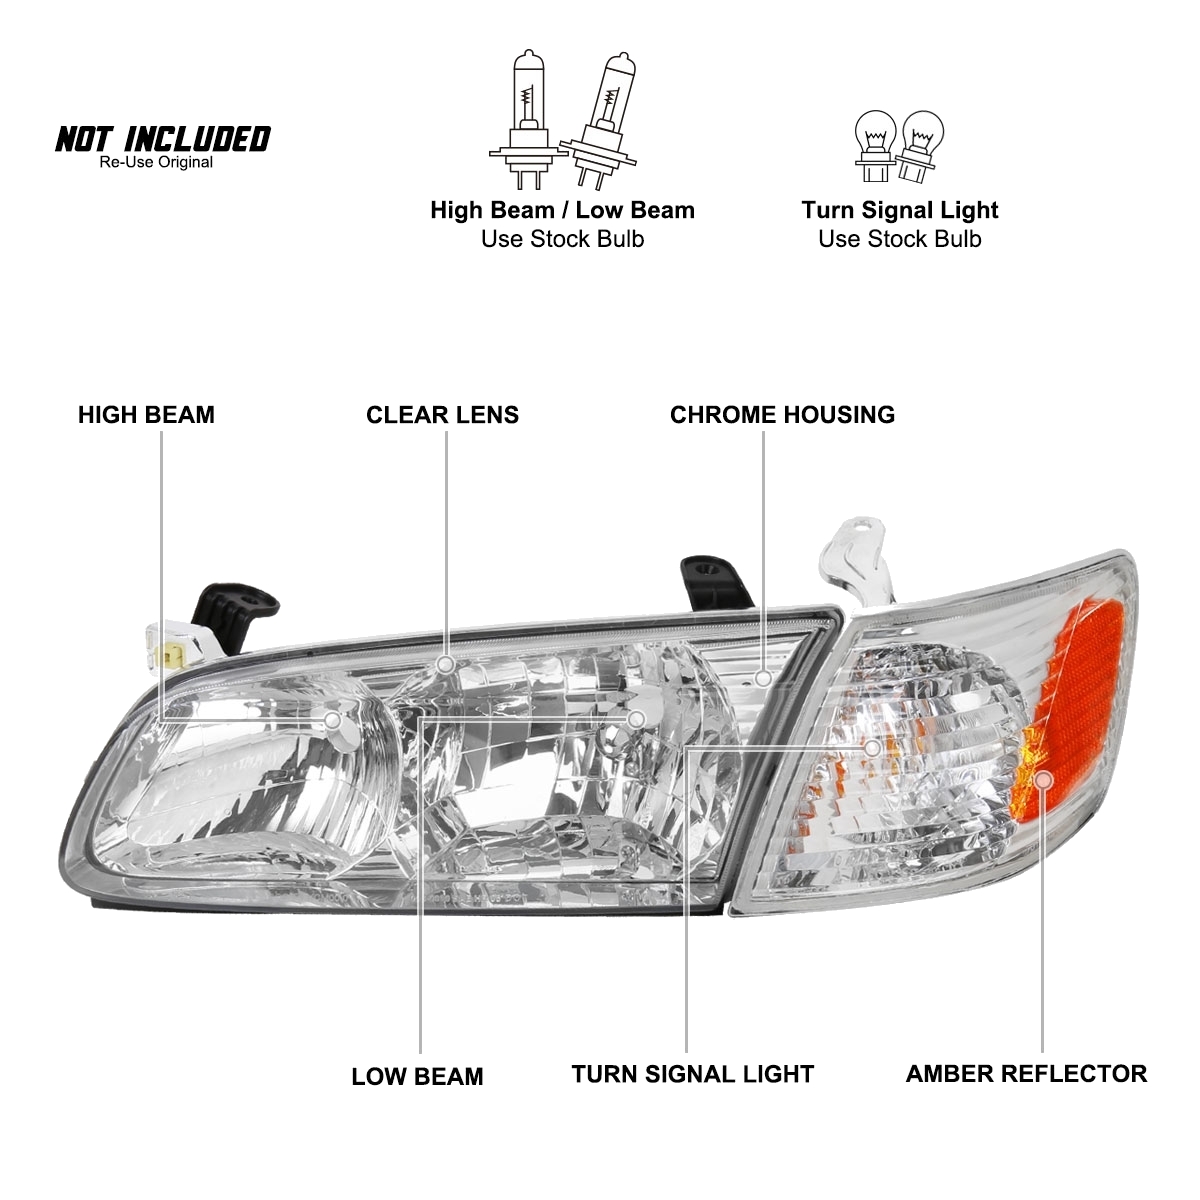 NOT INCLUDED
Re-Use Original
High Beam / Low Beam
Use Stock Bulb
Turn Signal Light
Use Stock Bulb
HIGH BEAM
CLEAR LENS
CHROME HOUSING
LOW BEAM
TURN SIGNAL LIGHT
AMBER REFLECTOR